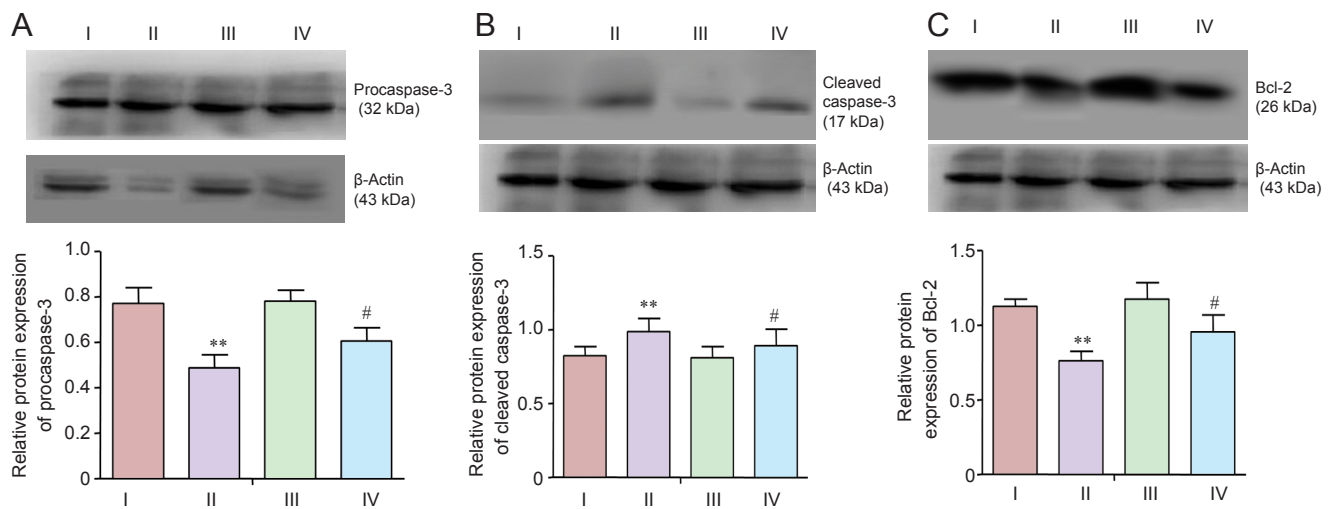 A
I II III IV
Procaspase-3
(32 kDa)
β-Actin
(43 kDa)
Relative protein expression
of procaspase-3
1.0
0.8
0.6
0.4
0.2
0
**
#
I II III IV
B
I II III IV
Cleaved
caspase-3
(17 kDa)
β-Actin
(43 kDa)
Relative protein expression
of cleaved caspase-3
1.5
1.0
0.5
0
**
#
I II III IV
C
I II III IV
Bcl-2
(26 kDa)
β-Actin
(43 kDa)
Relative protein
expression of Bcl-2
1.5
1.0
1.5
0
**
#
I II III IV